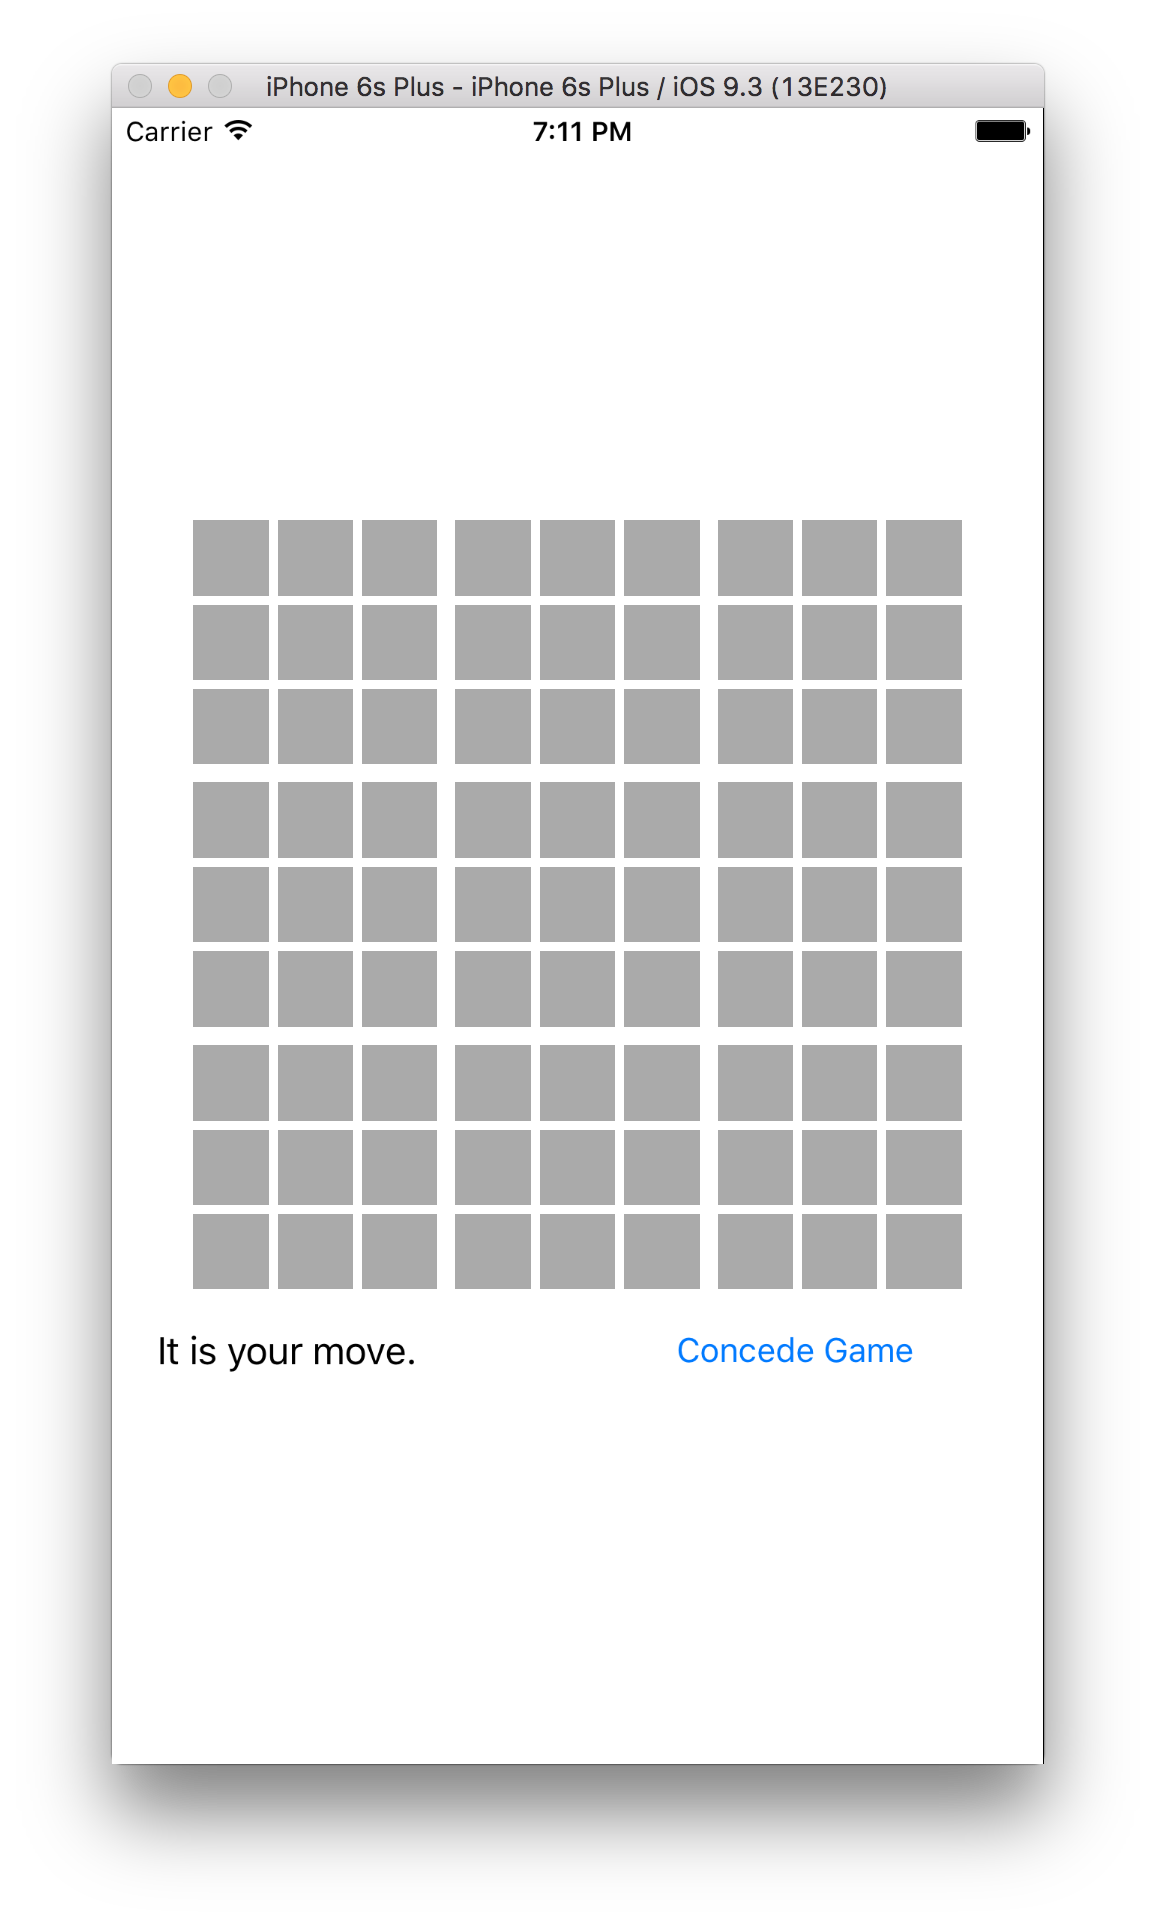 iPhone 6s Plus - iPhone 6s Plus / iOS 9.3 (13E230)
Carrier 7:11 PM
It is your move. Concede Game